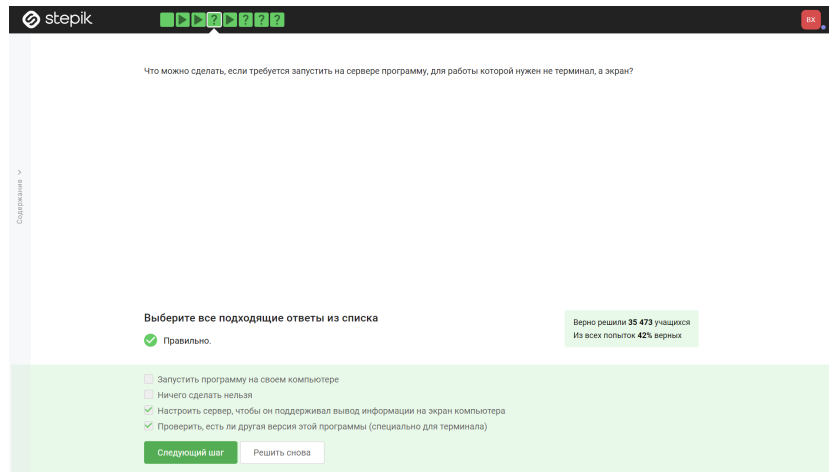 stepik
? ? ? ?
BX
Что можно сделать, если требуется запустить на сервере программу, для работы которой нужен не терминал, а экран?
Содержание
Выберите все подходящие ответы из списка
Верно решили 35 473 учащихся
Из всех попыток 42% верных
Правильно.
Запустить программу на своем компьютере
Ничего сделать нельзя
Настроить сервер, чтобы он поддерживал вывод информации на экран компьютера
Проверить, есть ли другая версия этой программы (специально для терминала)
Следующий шаг
Решить снова